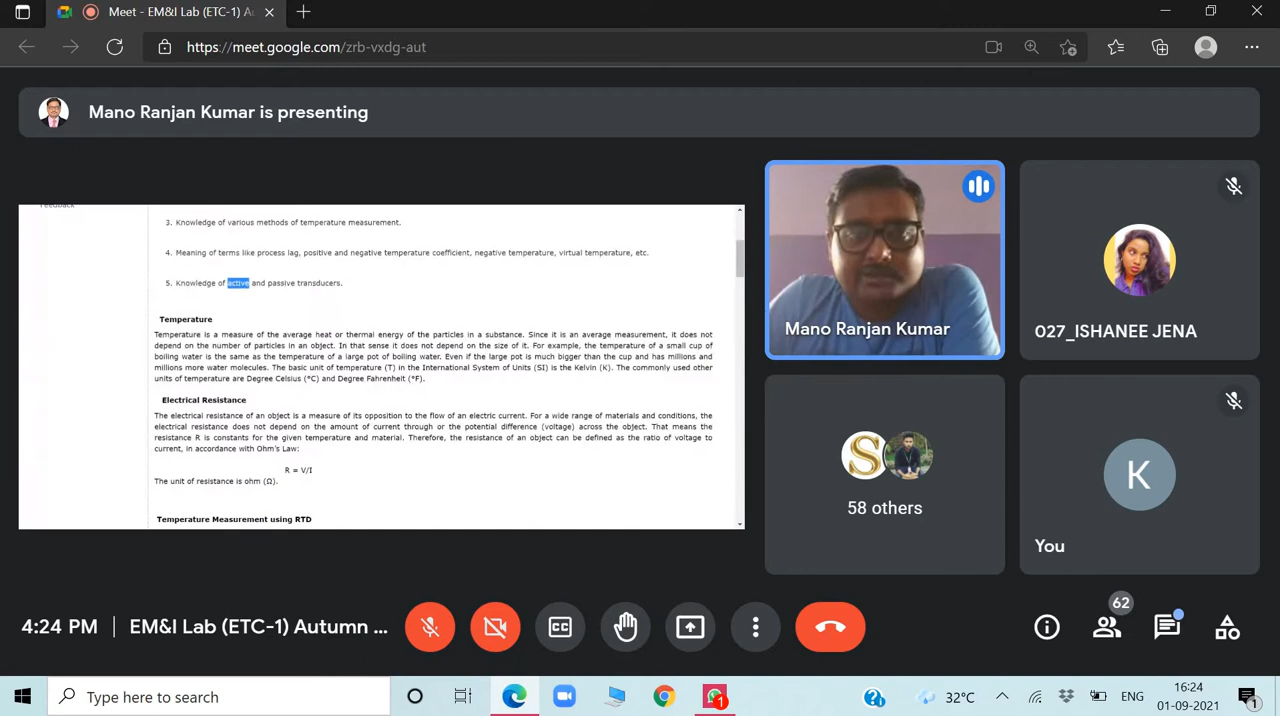 Meet - EM&I Lab (ETC-1) Au
https://meet.google.com/zrb-vxdg-aut
Mano Ranjan Kumar is presenting
Feedback
3. Knowledge of various methods of temperature measurement.
4. Meaning of terms like process lag, positive and negative temperature coefficient, negative temperature, virtual temperature, etc.
5. Knowledge of active and passive transducers.
Temperature
Temperature is a measure of the average heat or thermal energy of the particles in a substance. Since it is an average measurement, it does not
depend on the number of particles in an object. In that sense it does not depend on the size of it. For example, the temperature of a small cup of
boiling water is the same as the temperature of a large pot of boiling water. Even if the large pot is much bigger than the cup and has millions and
millions more water molecules. The basic unit of temperature (T) in the International System of Units (SI) is the Kelvin (K). The commonly used other
units of temperature are Degree Celsius (°C) and Degree Fahrenheit (°F).
Electrical Resistance
The electrical resistance of an object is a measure of its opposition to the flow of an electric current. For a wide range of materials and conditions, the
electrical resistance does not depend on the amount of current through or the potential difference (voltage) across the object. That means the
resistance R is constants for the given temperature and material. Therefore, the resistance of an object can be defined as the ratio of voltage to
current, in accordance with Ohm's Law:
R = V/I
The unit of resistance is ohm (Ω).
Temperature Measurement using RTD
Mano Ranjan Kumar
027_ISHANEE JENA
S
58 others
K
You
4:24 PM | EM&I Lab (ETC-1) Autumn ...
CC
62
Type here to search
1
32°C
ENG
16:24
01-09-2021
1